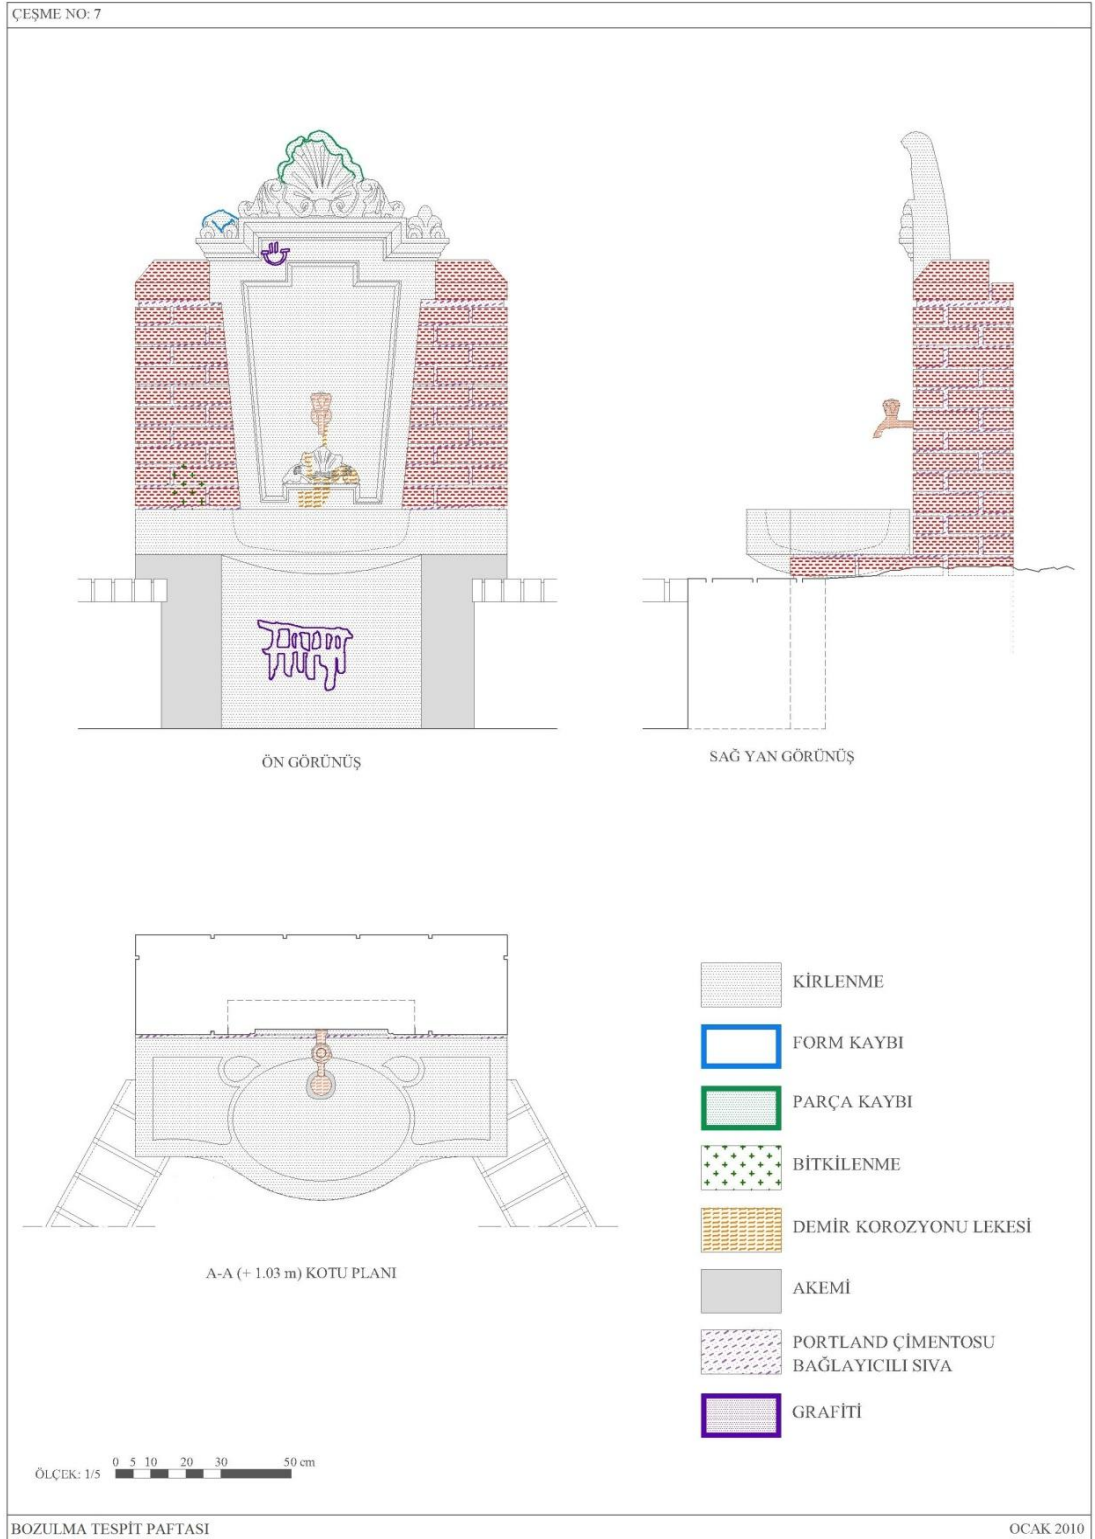 ÇEŞME NO: 7
ÖN GÖRÜNÜŞ
SAĞ YAN GÖRÜNÜŞ
A-A (+ 1.03 m) KOTU PLANI
KİRLENME
FORM KAYBI
PARÇA KAYBI
BİTKİLENME
DEMİR KOROZYONU LEKESİ
AKEMİ
PORTLAND ÇİMENTOSU
BAĞLAYICILI SIVA
GRAFİTİ
ÖLÇEK: 1/5
0 5 10 20 30 50 cm
BOZULMA TESPİT PAFTASI
OCAK 2010